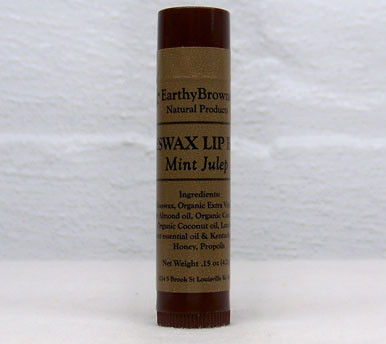 EarthyBrown
Natural Products
SWAX LIP
Mint Julep
Ingredients
swax, Organic Extra
Almond oil, Organic
Organic Coconut oil,
essential oil &
Honey, Propolis
Net Weight .15 oz
S Brook St Louisville